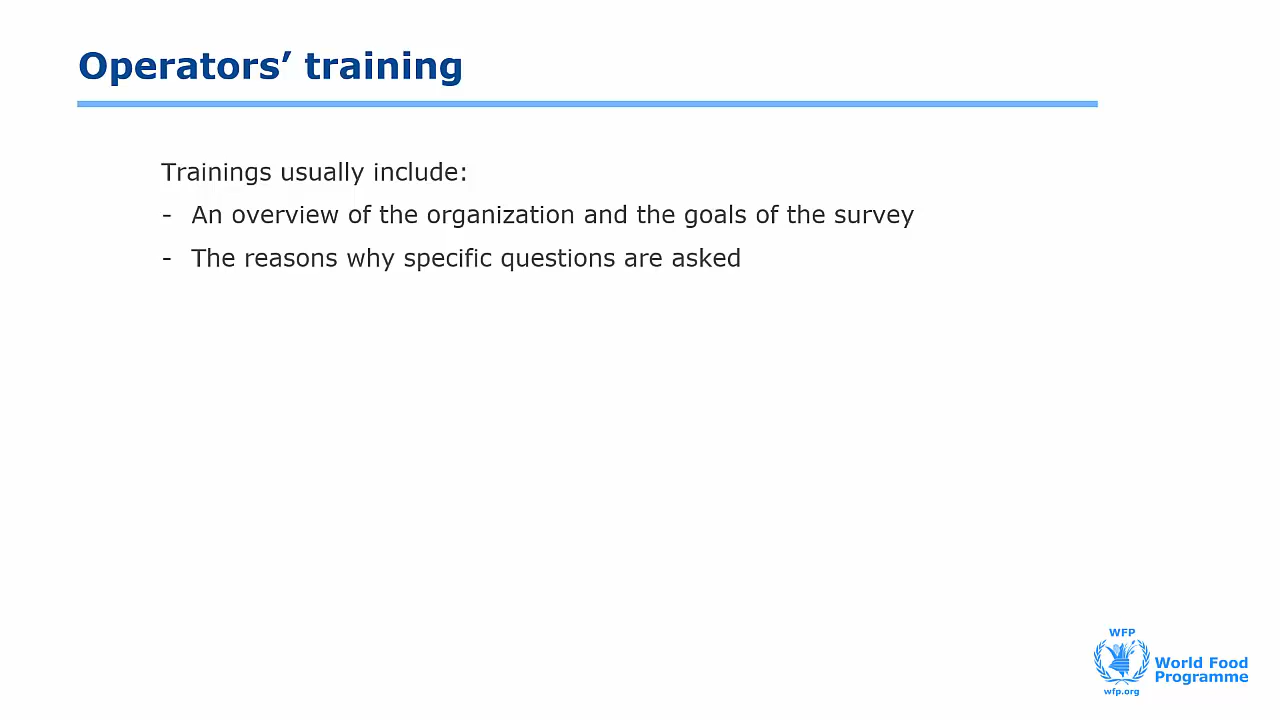 Operators’ training
Trainings usually include:
- An overview of the organization and the goals of the survey
- The reasons why specific questions are asked
WFP
World Food
Programme
wfp.org